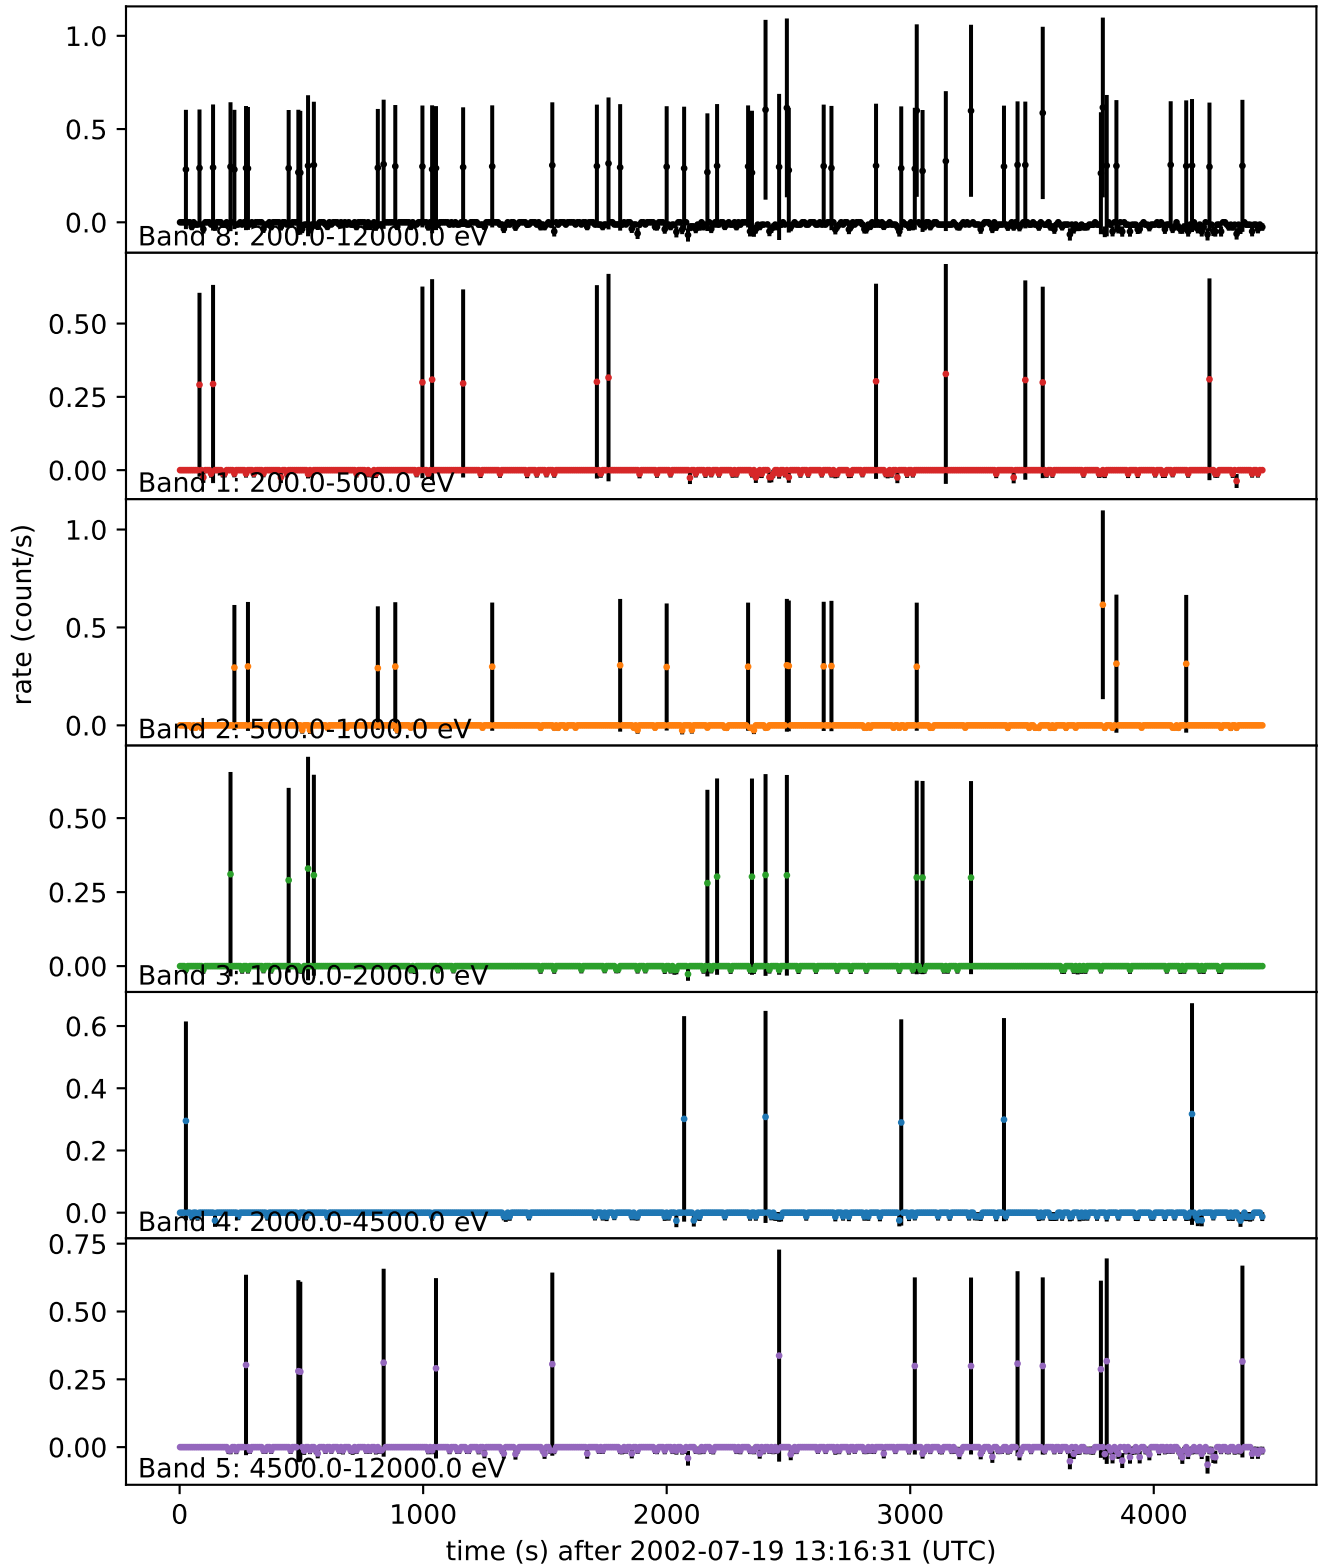 1.0
0.5
0.0
Band 8: 200.0-12000.0 eV
0.50
0.25
0.00
Band 1: 200.0-500.0 eV
1.0
0.5
0.0
Band 2: 500.0-1000.0 eV
0.50
0.25
0.00
Band 3: 1000.0-2000.0 eV
0.6
0.4
0.2
0.0
Band 4: 2000.0-4500.0 eV
0.75
0.50
0.25
0.00
Band 5: 4500.0-12000.0 eV
rate (count/s)
0 1000 2000 3000 4000
time (s) after 2002-07-19 13:16:31 (UTC)